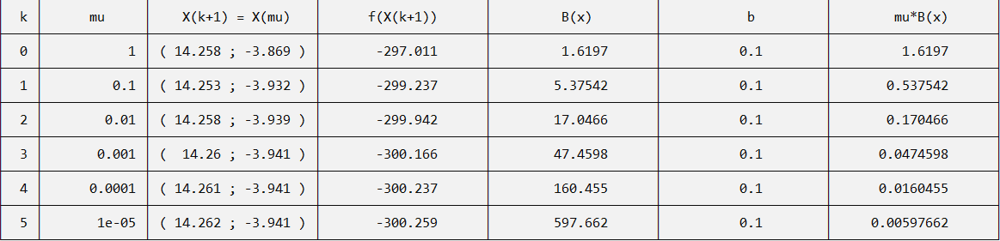 k mu X(k+1) = X(mu) f(X(k+1)) B(x) b mu*B(x)
0 1 ( 14.258 ; -3.869 ) -297.011 1.6197 0.1 1.6197
1 0.1 ( 14.253 ; -3.932 ) -299.237 5.37542 0.1 0.537542
2 0.01 ( 14.258 ; -3.939 ) -299.942 17.0466 0.1 0.170466
3 0.001 ( 14.26 ; -3.941 ) -300.166 47.4598 0.1 0.0474598
4 0.0001 ( 14.261 ; -3.941 ) -300.237 160.455 0.1 0.0160455
5 1e-05 ( 14.262 ; -3.941 ) -300.259 597.662 0.1 0.00597662